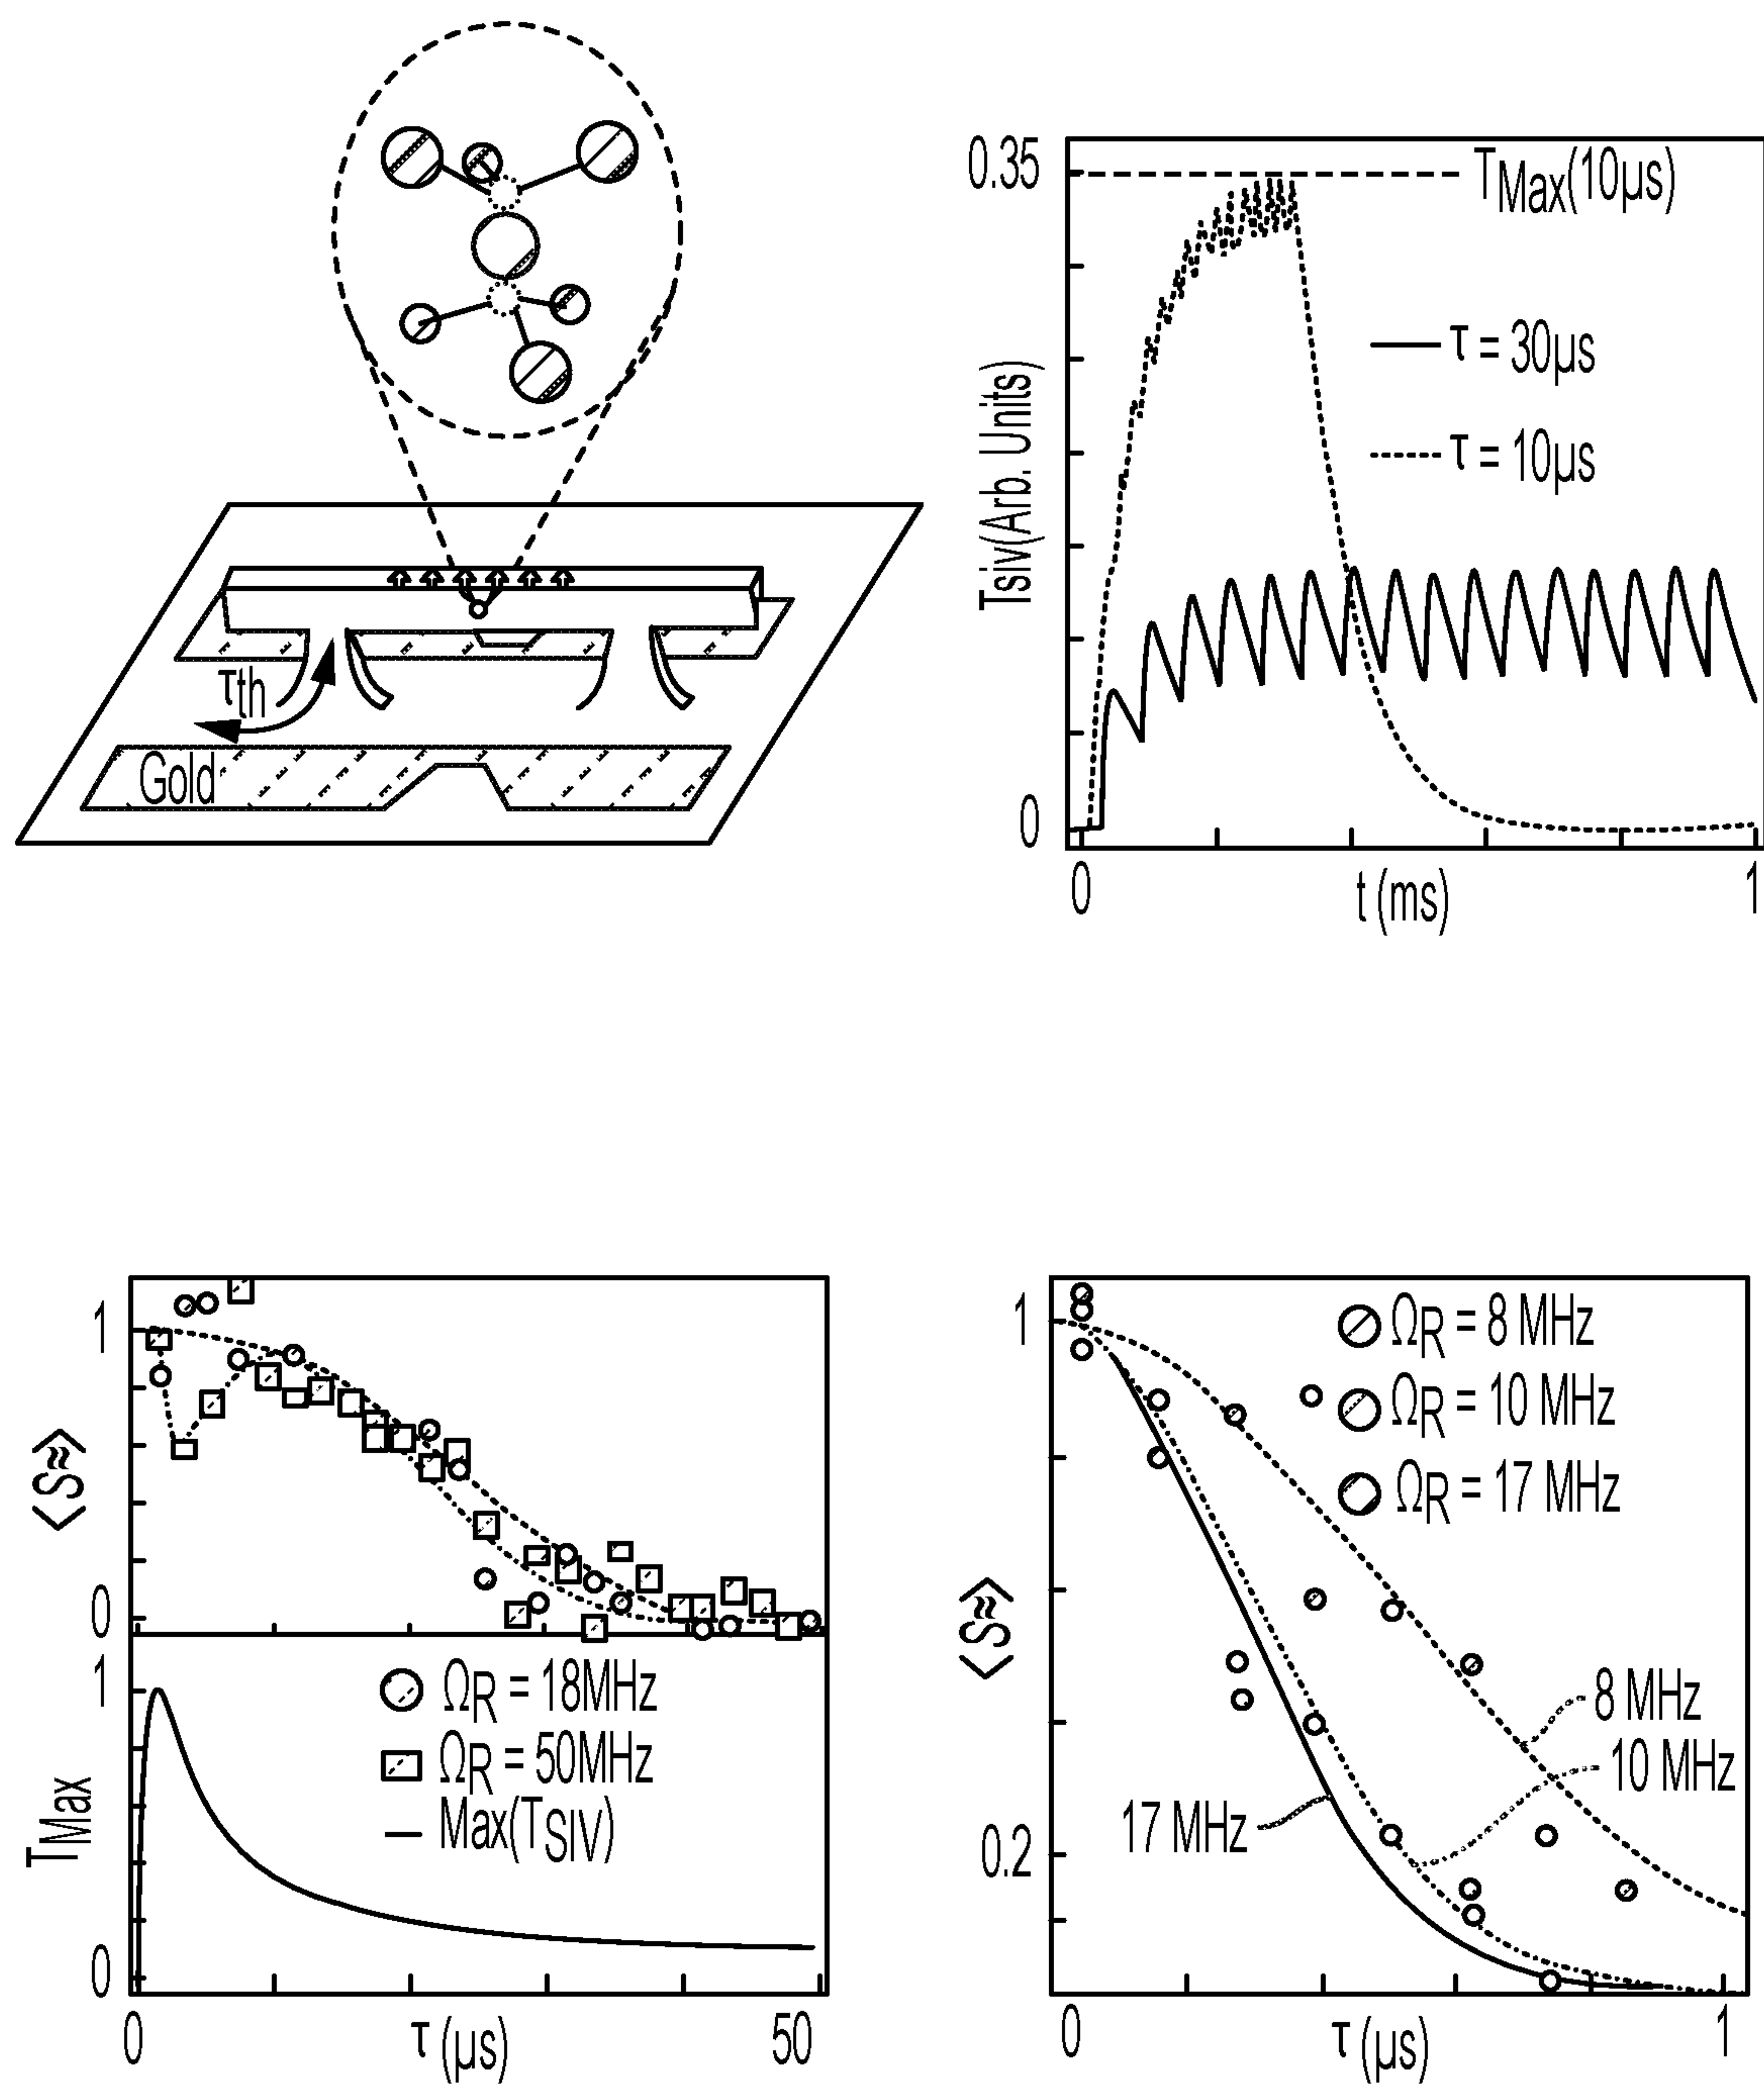 τth
Gold
0.35
TMax(10µs)
τ = 30µs
τ = 10µs
Tsiv(Arb. Units)
0
0
t (ms)
1
1
⟨S≈⟩
0
1
ΩR = 18MHz
ΩR = 50MHz
Max(TSIV)
TMax
0
0
τ (µs)
50
1
ΩR = 8 MHz
ΩR = 10 MHz
ΩR = 17 MHz
⟨S≈⟩
8 MHz
10 MHz
17 MHz
0.2
0
τ (µs)
1